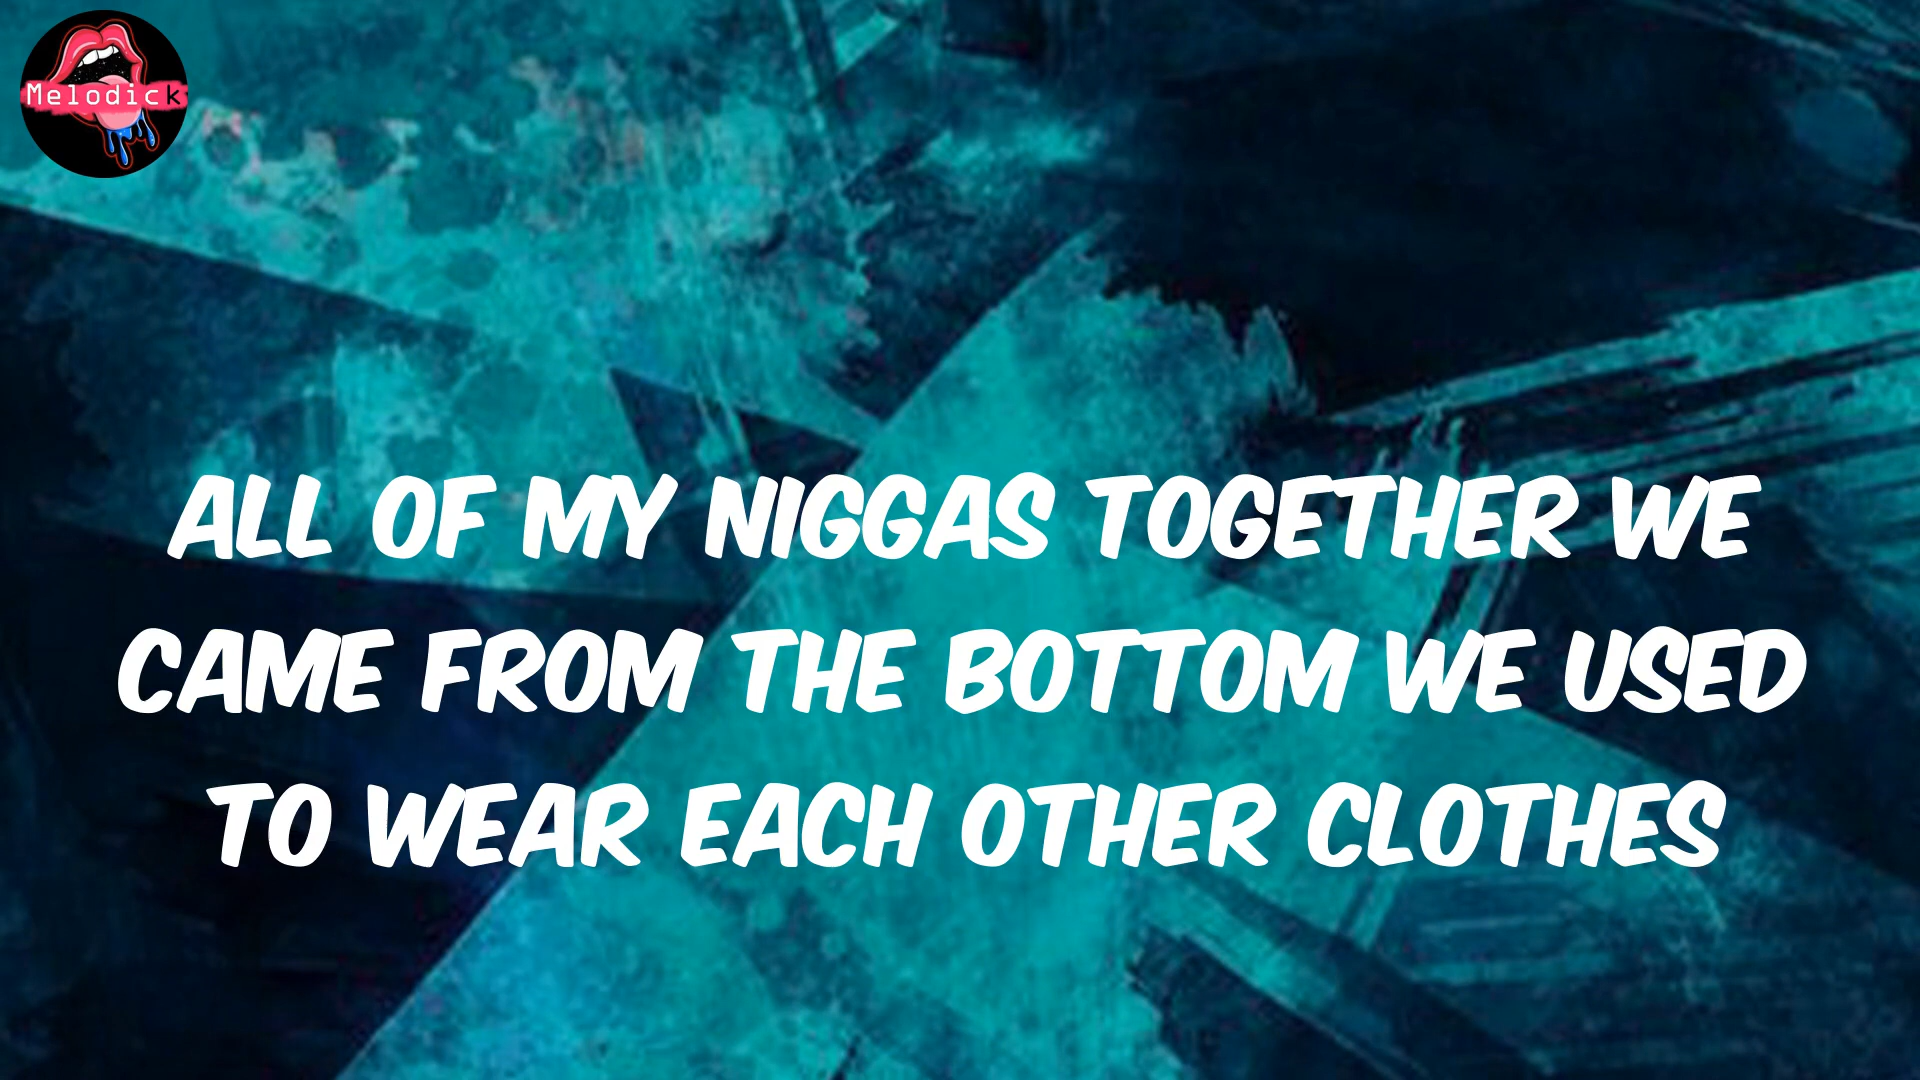 Melodick
ALL OF MY NIGGAS TOGETHER WE
CAME FROM THE BOTTOM WE USED
TO WEAR EACH OTHER CLOTHES